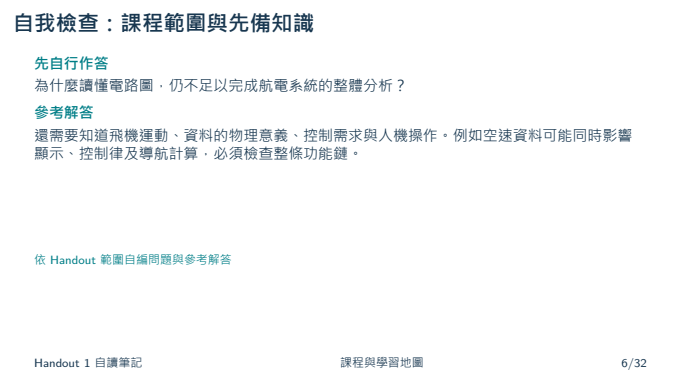 自我檢查：課程範圍與先備知識
先自行作答
為什麼讀懂電路圖，仍不足以完成航電系統的整體分析？
參考解答
還需要知道飛機運動、資料的物理意義、控制需求與人機操作。例如空速資料可能同時影響
顯示、控制律及導航計算，必須檢查整條功能鏈。
依 Handout 範圍自編問題與參考解答
Handout 1 自讀筆記
課程與學習地圖
6/32